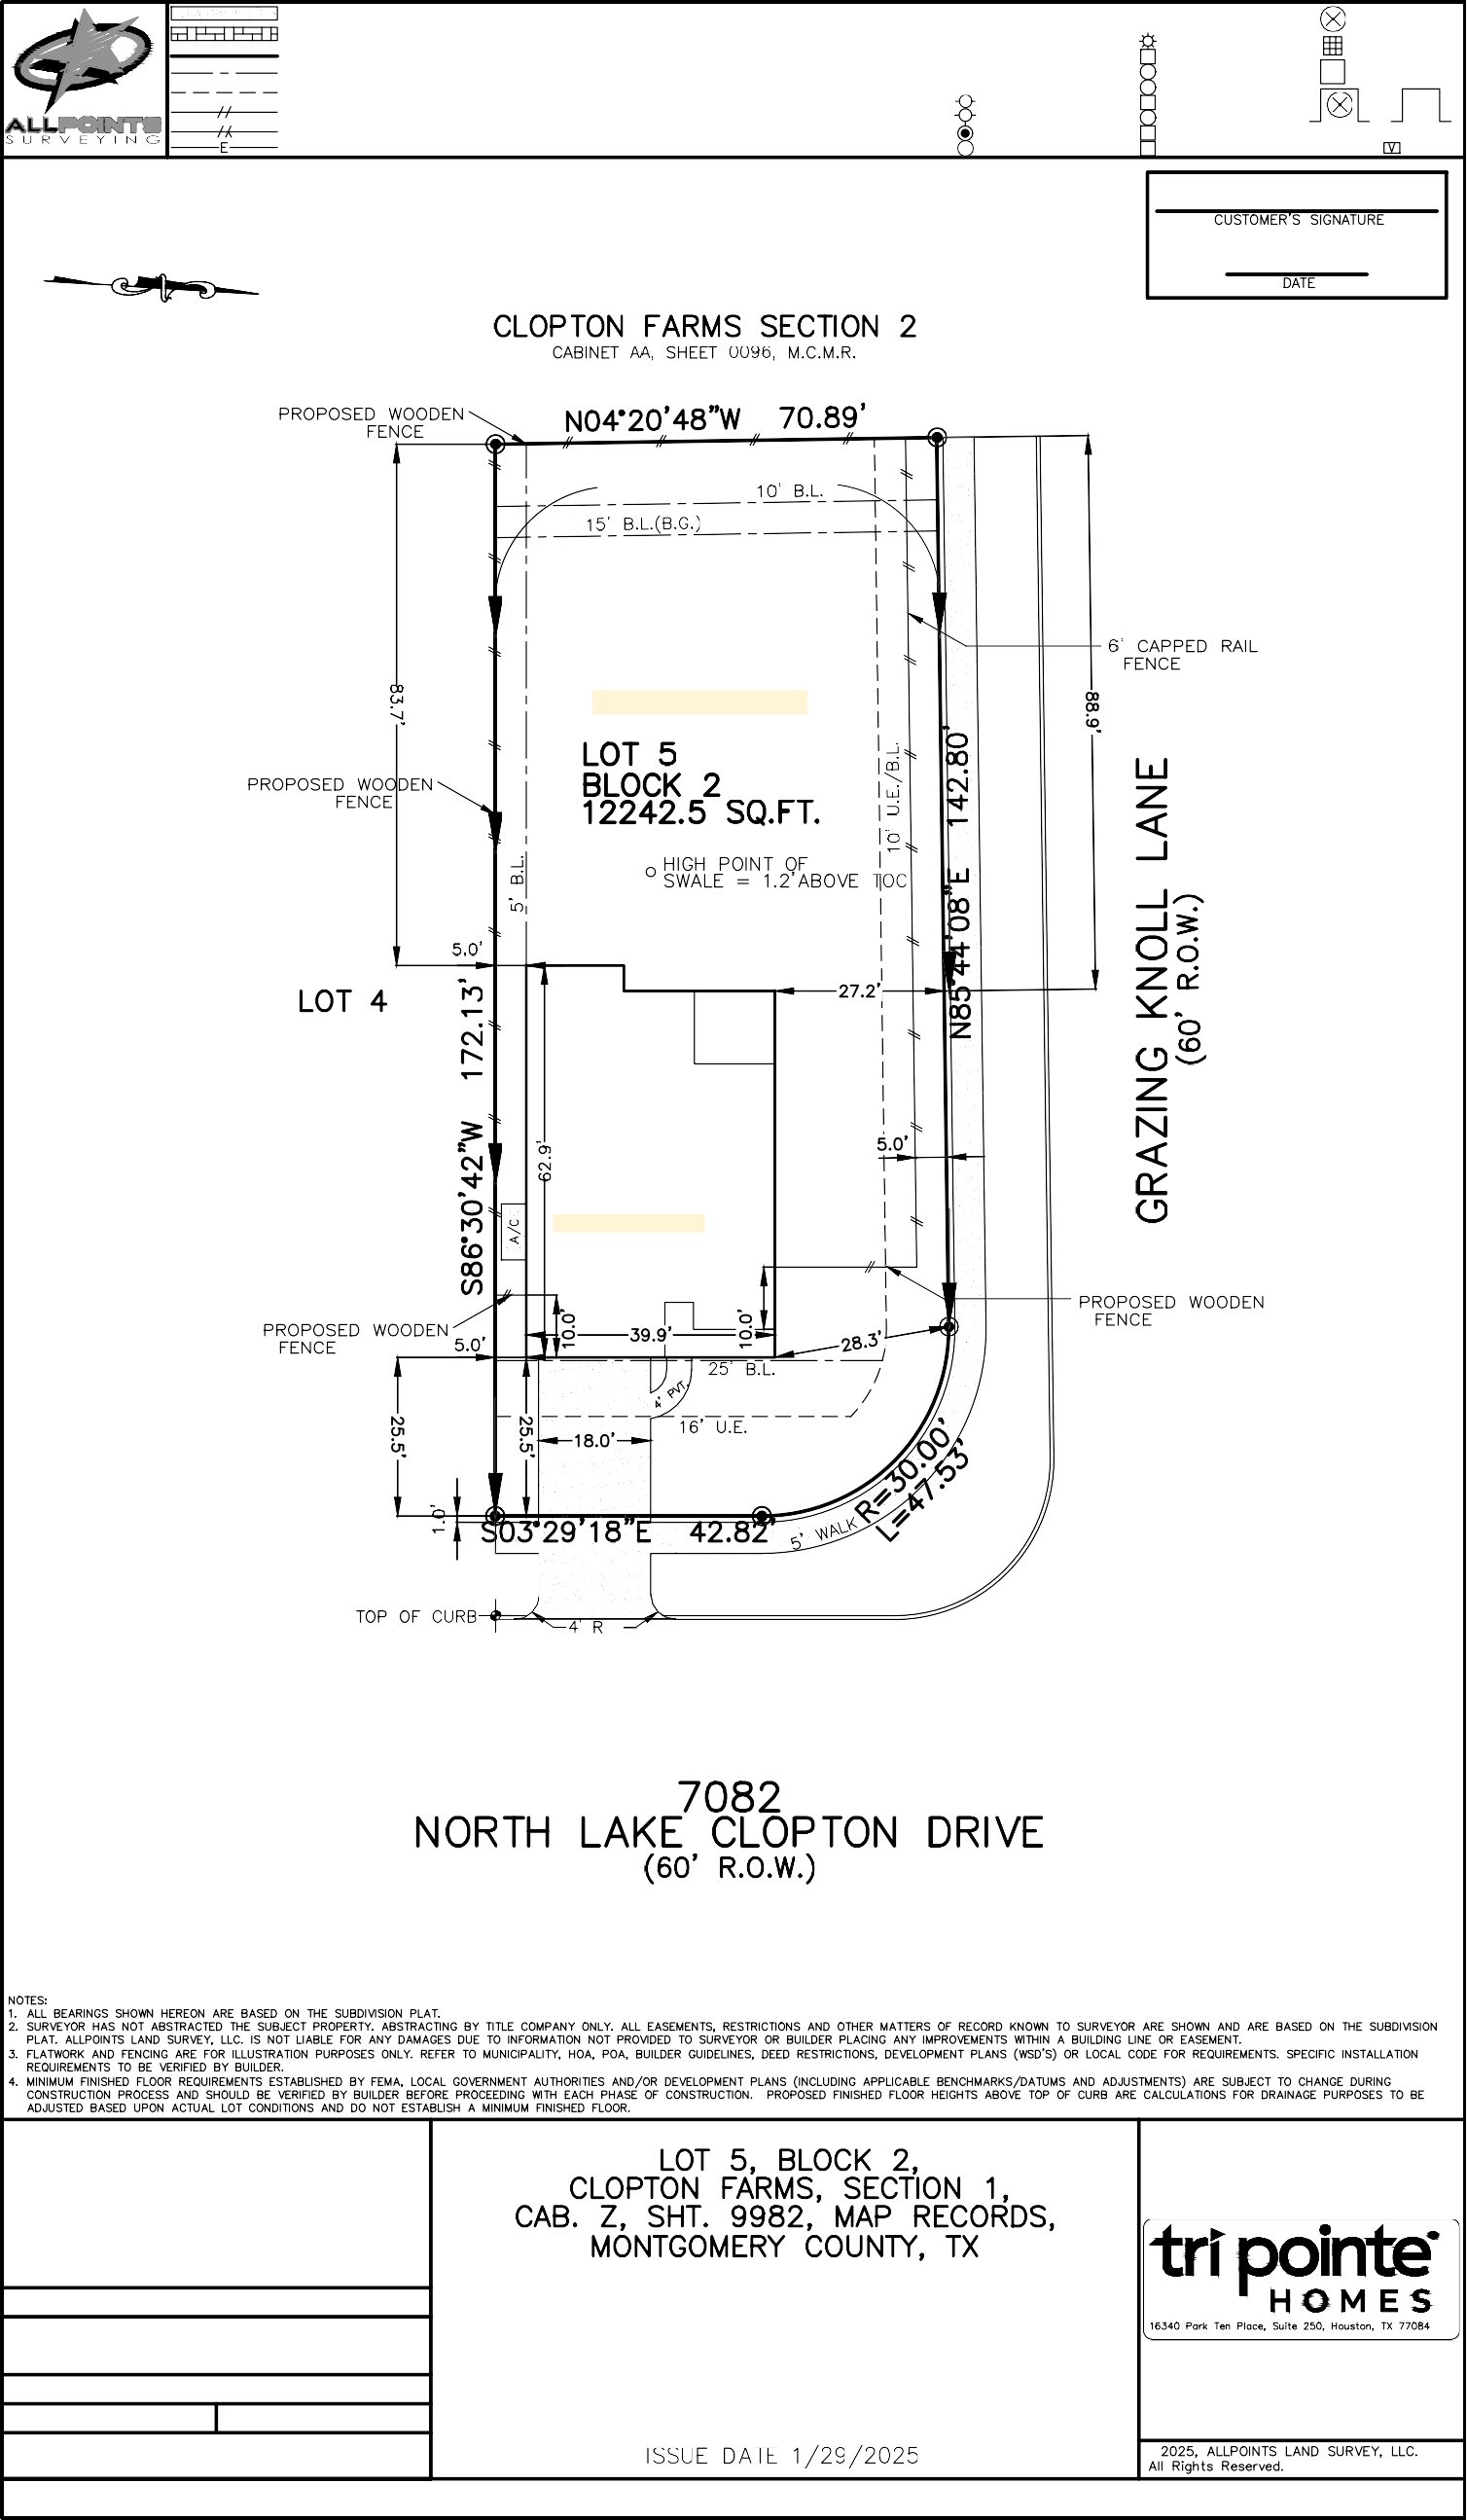 ALLPOINTS
SURVEYING
E
V
CUSTOMER'S SIGNATURE
DATE
CLOPTON FARMS SECTION 2
CABINET AA, SHEET 0096, M.C.M.R.
PROPOSED WOODEN
FENCE
N04°20'48"W 70.89'
10' B.L.
15' B.L.(B.G.)
6' CAPPED RAIL
FENCE
83.7'
88.9'
LOT 5
BLOCK 2
12242.5 SQ.FT.
PROPOSED WOODEN
FENCE
10' U.E./B.L.
N85°44'08"E 142.80'
GRAZING KNOLL LANE
(60' R.O.W.)
HIGH POINT OF
SWALE = 1.2' ABOVE TOC
5' B.L.
5.0'
LOT 4
27.2'
S86°30'42"W 172.13'
62.9'
5.0'
A/C
PROPOSED WOODEN
FENCE
PROPOSED WOODEN
FENCE
5.0'
10.0'
39.9'
10.0'
28.3'
25' B.L.
4' PVT.
16' U.E.
25.5'
25.5'
18.0'
R=30.00'
L=47.53'
1.0'
S03°29'18"E 42.82'
5' WALK
TOP OF CURB
4' R
7082
NORTH LAKE CLOPTON DRIVE
(60' R.O.W.)
NOTES:
1. ALL BEARINGS SHOWN HEREON ARE BASED ON THE SUBDIVISION PLAT.
2. SURVEYOR HAS NOT ABSTRACTED THE SUBJECT PROPERTY. ABSTRACTING BY TITLE COMPANY ONLY. ALL EASEMENTS, RESTRICTIONS AND OTHER MATTERS OF RECORD KNOWN TO SURVEYOR ARE SHOWN AND ARE BASED ON THE SUBDIVISION
PLAT. ALLPOINTS LAND SURVEY, LLC. IS NOT LIABLE FOR ANY DAMAGES DUE TO INFORMATION NOT PROVIDED TO SURVEYOR OR BUILDER PLACING ANY IMPROVEMENTS WITHIN A BUILDING LINE OR EASEMENT.
3. FLATWORK AND FENCING ARE FOR ILLUSTRATION PURPOSES ONLY. REFER TO MUNICIPALITY, HOA, POA, BUILDER GUIDELINES, DEED RESTRICTIONS, DEVELOPMENT PLANS (WSD'S) OR LOCAL CODE FOR REQUIREMENTS. SPECIFIC INSTALLATION
REQUIREMENTS TO BE VERIFIED BY BUILDER.
4. MINIMUM FINISHED FLOOR REQUIREMENTS ESTABLISHED BY FEMA, LOCAL GOVERNMENT AUTHORITIES AND/OR DEVELOPMENT PLANS (INCLUDING APPLICABLE BENCHMARKS/DATUMS AND ADJUSTMENTS) ARE SUBJECT TO CHANGE DURING
CONSTRUCTION PROCESS AND SHOULD BE VERIFIED BY BUILDER BEFORE PROCEEDING WITH EACH PHASE OF CONSTRUCTION. PROPOSED FINISHED FLOOR HEIGHTS ABOVE TOP OF CURB ARE CALCULATIONS FOR DRAINAGE PURPOSES TO BE
ADJUSTED BASED UPON ACTUAL LOT CONDITIONS AND DO NOT ESTABLISH A MINIMUM FINISHED FLOOR.
LOT 5, BLOCK 2,
CLOPTON FARMS, SECTION 1,
CAB. Z, SHT. 9982, MAP RECORDS,
MONTGOMERY COUNTY, TX
ISSUE DATE 1/29/2025
tri pointe
HOMES
16340 Park Ten Place, Suite 250, Houston, TX 77084
2025, ALLPOINTS LAND SURVEY, LLC.
All Rights Reserved.